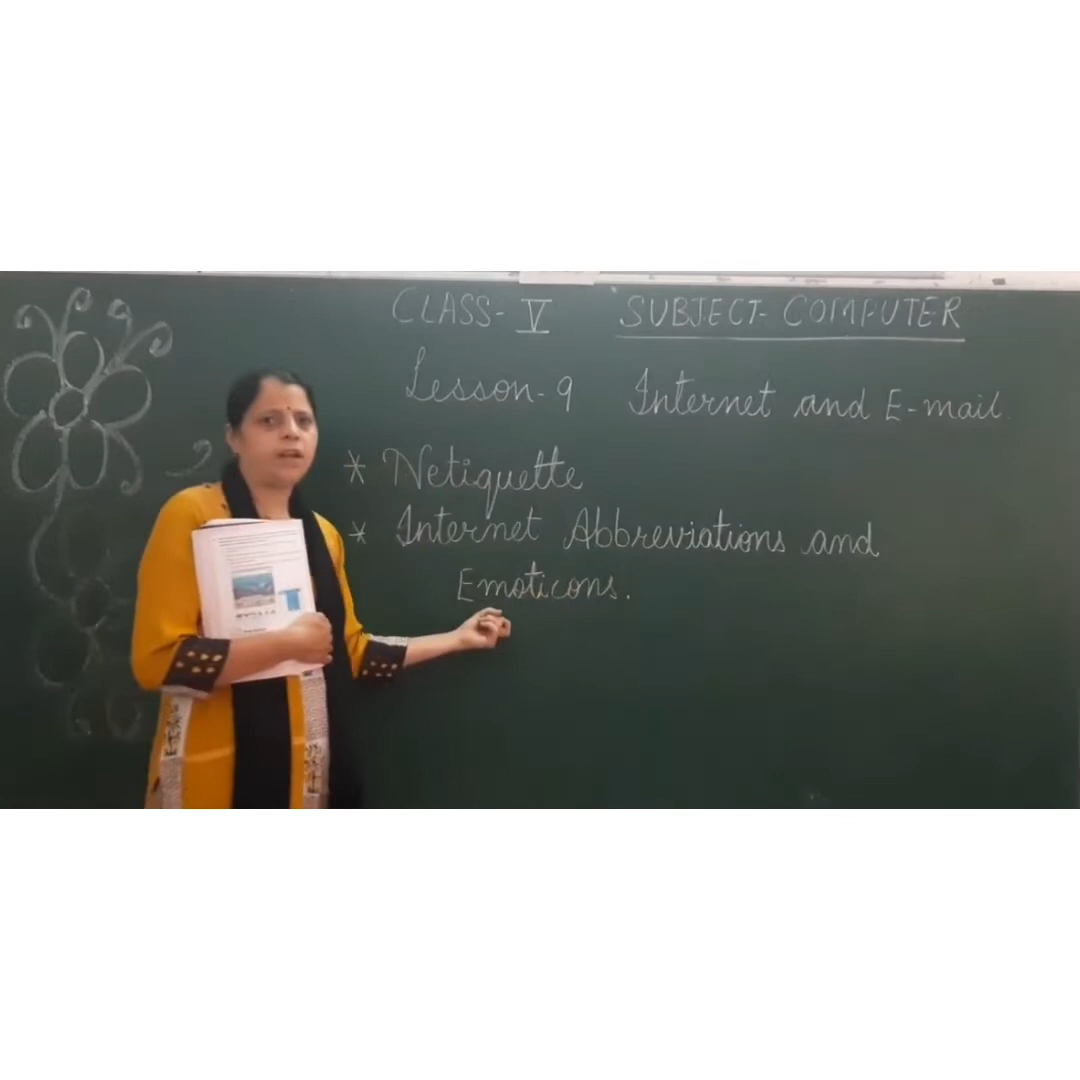 CLASS- V SUBJECT- COMPUTER
Lesson-9 Internet and E-mail.
* Netiquette
* Internet Abbreviations and
Emoticons.